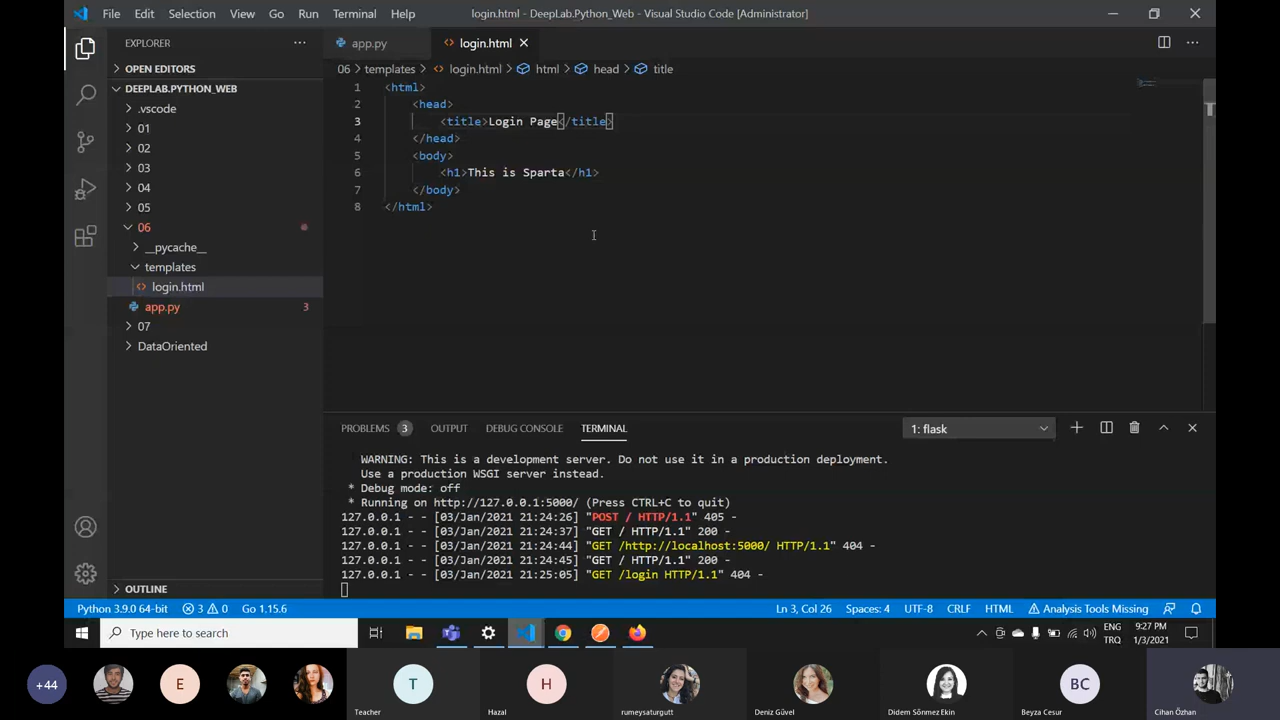 File Edit Selection View Go Run Terminal Help login.html - DeepLab.Python_Web - Visual Studio Code [Administrator]
EXPLORER
app.py login.html
OPEN EDITORS
06 templates login.html html head title
DEEPLAB.PYTHON_WEB
.vscode
01
02
03
04
05
06
__pycache__
templates
login.html
app.py 3
07
DataOriented
OUTLINE
1 <html>
2 <head>
3 <title>Login Page</title>
4 </head>
5 <body>
6 <h1>This is Sparta</h1>
7 </body>
8 </html>
PROBLEMS 3 OUTPUT DEBUG CONSOLE TERMINAL 1: flask
WARNING: This is a development server. Do not use it in a production deployment.
Use a production WSGI server instead.
* Debug mode: off
* Running on http://127.0.0.1:5000/ (Press CTRL+C to quit)
127.0.0.1 - - [03/Jan/2021 21:24:26] "POST / HTTP/1.1" 405 -
127.0.0.1 - - [03/Jan/2021 21:24:37] "GET / HTTP/1.1" 200 -
127.0.0.1 - - [03/Jan/2021 21:24:44] "GET /http://localhost:5000/ HTTP/1.1" 404 -
127.0.0.1 - - [03/Jan/2021 21:24:45] "GET / HTTP/1.1" 200 -
127.0.0.1 - - [03/Jan/2021 21:25:05] "GET /login HTTP/1.1" 404 -
Python 3.9.0 64-bit 3 0 Go 1.15.6 Ln 3, Col 26 Spaces: 4 UTF-8 CRLF HTML Analysis Tools Missing
Type here to search
ENG 9:27 PM
TRQ 1/3/2021
+44 E T H BC
Teacher Hazal rumeysaturgutt Deniz Güvel Didem Sönmez Ekin Beyza Cesur Cihan Özhan